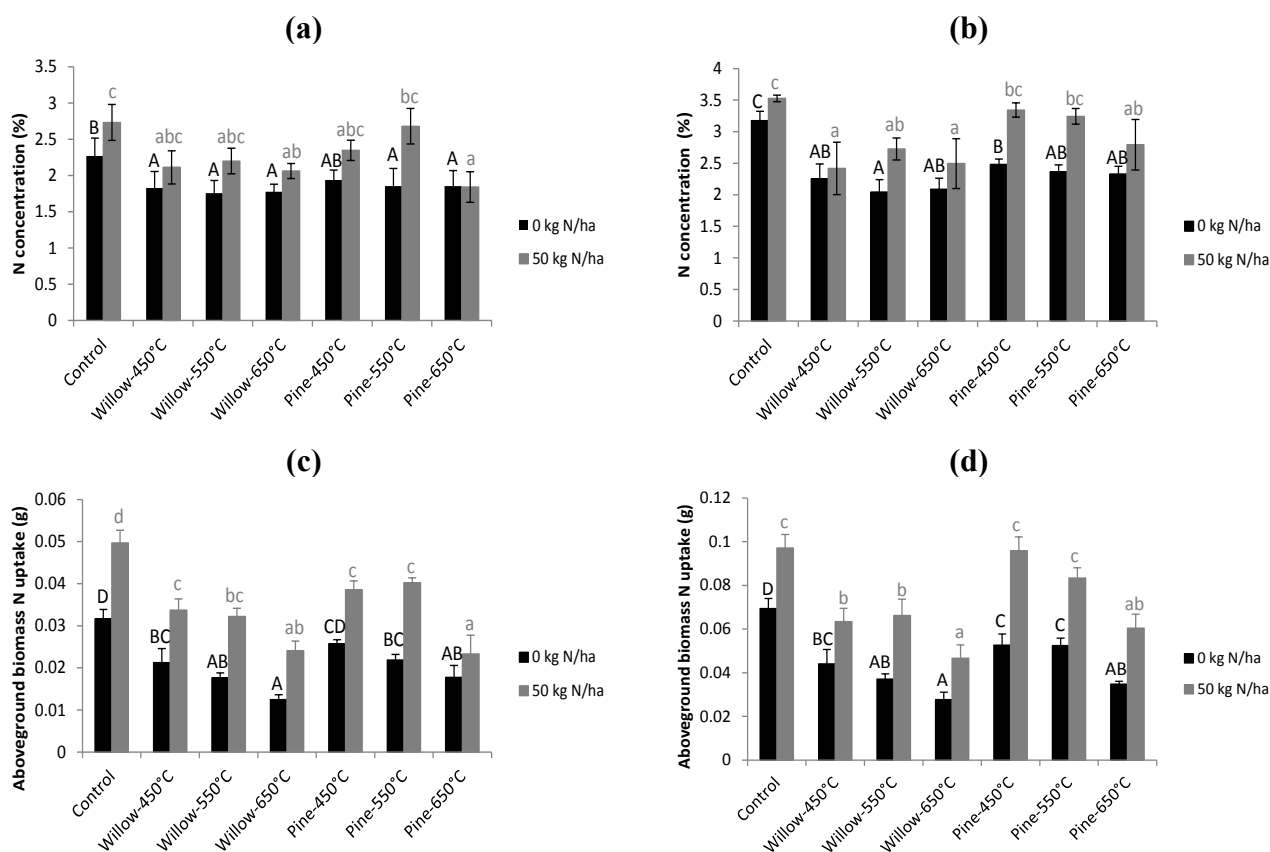 (a)
N concentration (%)
3.5
3
2.5
2
1.5
1
0.5
0
B
c
A
abc
A
abc
A
ab
AB
abc
A
bc
A
a
Control
Willow-450°C
Willow-550°C
Willow-650°C
Pine-450°C
Pine-550°C
Pine-650°C
0 kg N/ha
50 kg N/ha
(b)
N concentration (%)
4
3.5
3
2.5
2
1.5
1
0.5
0
C
c
AB
a
A
ab
AB
a
B
bc
AB
bc
AB
ab
Control
Willow-450°C
Willow-550°C
Willow-650°C
Pine-450°C
Pine-550°C
Pine-650°C
0 kg N/ha
50 kg N/ha
(c)
Aboveground biomass N uptake (g)
0.06
0.05
0.04
0.03
0.02
0.01
0
D
d
BC
c
AB
bc
A
ab
CD
c
BC
c
AB
a
Control
Willow-450°C
Willow-550°C
Willow-650°C
Pine-450°C
Pine-550°C
Pine-650°C
0 kg N/ha
50 kg N/ha
(d)
Aboveground biomass N uptake (g)
0.12
0.1
0.08
0.06
0.04
0.02
0
D
c
BC
b
AB
b
A
a
C
c
C
c
AB
ab
Control
Willow-450°C
Willow-550°C
Willow-650°C
Pine-450°C
Pine-550°C
Pine-650°C
0 kg N/ha
50 kg N/ha